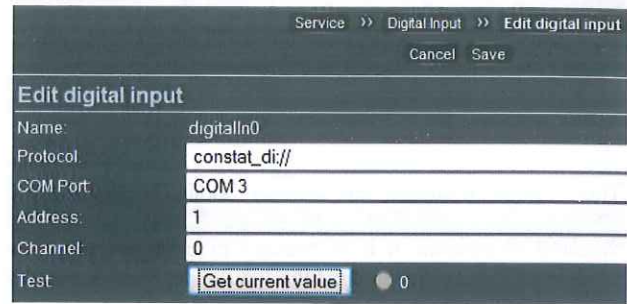 Service >> Digital Input >> Edit digital input
Cancel Save
Edit digital input
Name: digitalIn0
Protocol: constat_di://
COM Port: COM 3
Address: 1
Channel: 0
Test: Get current value 0